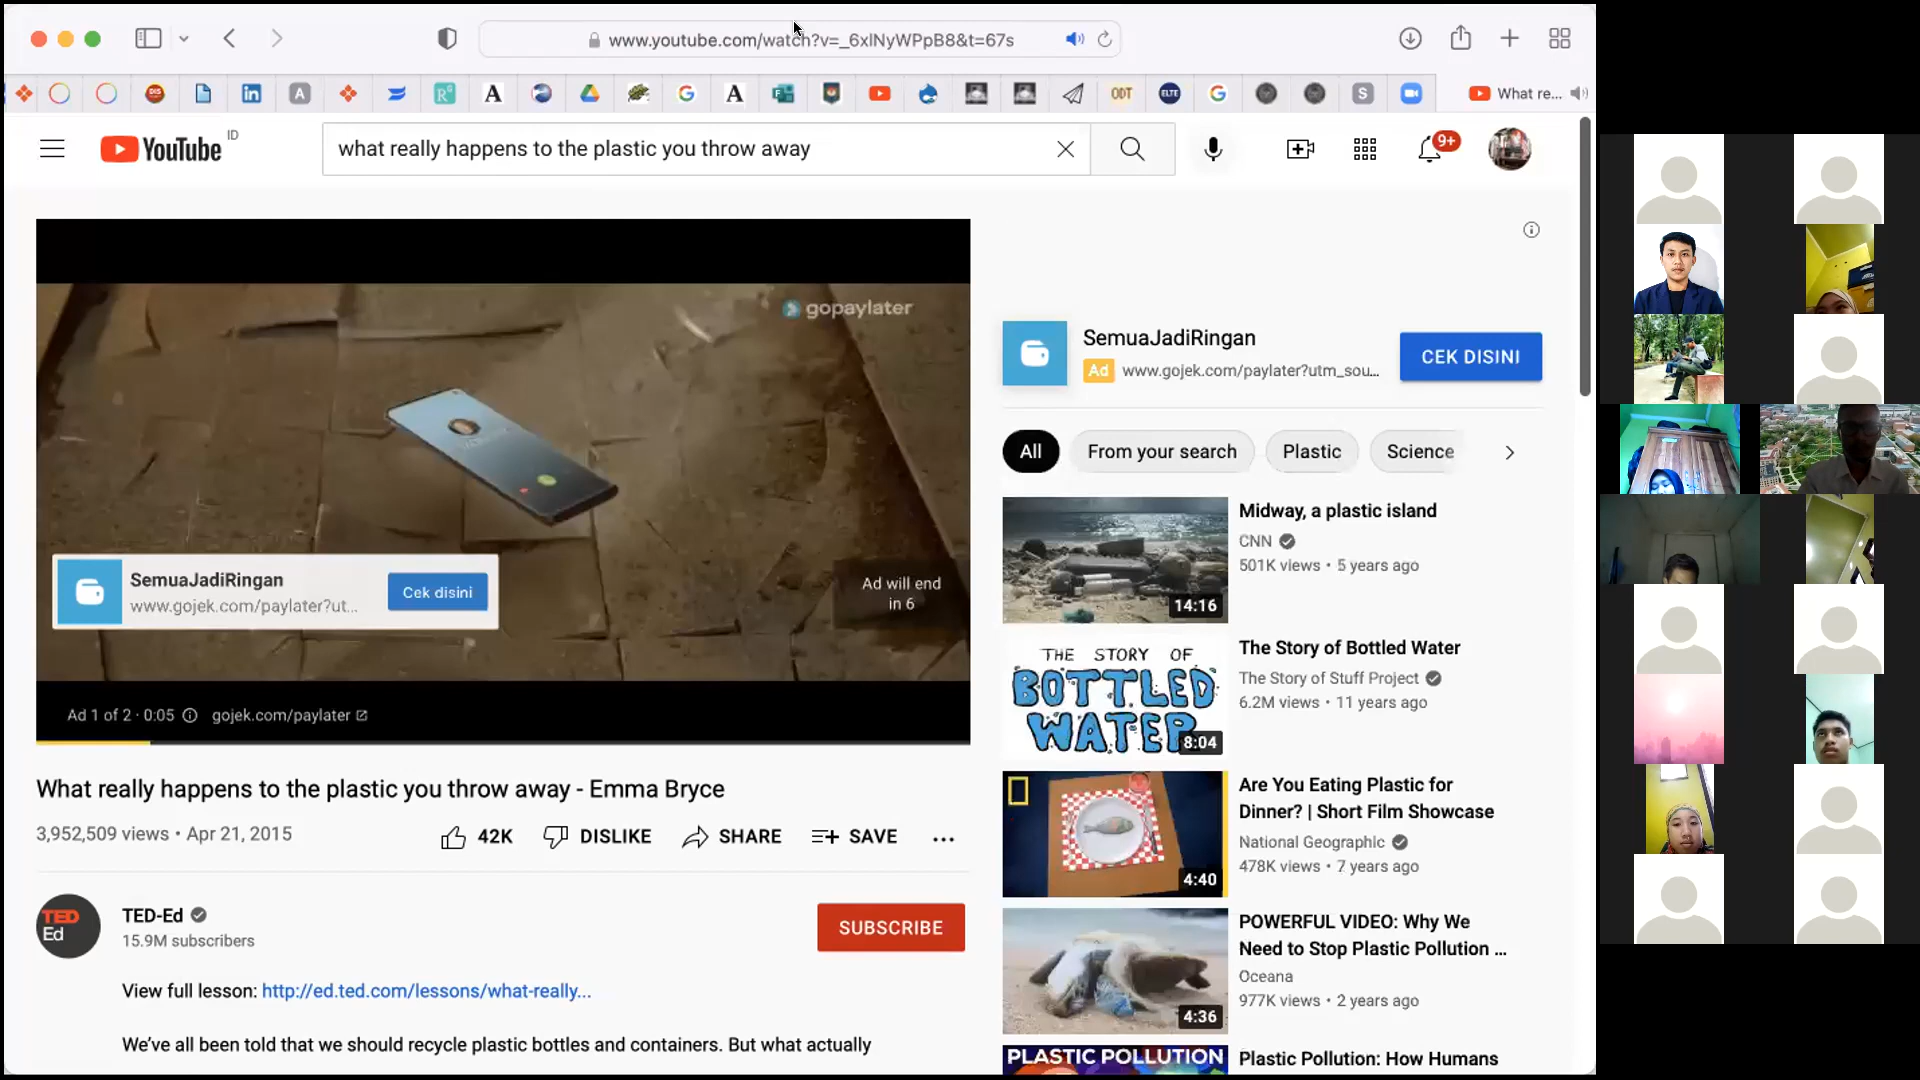 www.youtube.com/watch?v=_6xlNyWPpB8&t=67s
DIS
in
A
R
A
G
A
ODT
ELTE
G
S
What re...
YouTube
ID
what really happens to the plastic you throw away
9+
gopaylater
SemuaJadiRingan
www.gojek.com/paylater?ut...
Cek disini
Ad will end
in 6
Ad 1 of 2 · 0:05
gojek.com/paylater
What really happens to the plastic you throw away - Emma Bryce
3,952,509 views • Apr 21, 2015
42K
DISLIKE
SHARE
SAVE
TED
Ed
TED-Ed
15.9M subscribers
SUBSCRIBE
View full lesson: http://ed.ted.com/lessons/what-really...
We’ve all been told that we should recycle plastic bottles and containers. But what actually
SemuaJadiRingan
Ad www.gojek.com/paylater?utm_sou...
CEK DISINI
All
From your search
Plastic
Science
14:16
Midway, a plastic island
CNN
501K views • 5 years ago
THE STORY OF
BOTTLED
WATER
8:04
The Story of Bottled Water
The Story of Stuff Project
6.2M views • 11 years ago
4:40
Are You Eating Plastic for
Dinner? | Short Film Showcase
National Geographic
478K views • 7 years ago
4:36
POWERFUL VIDEO: Why We
Need to Stop Plastic Pollution ...
Oceana
977K views • 2 years ago
PLASTIC POLLUTION
Plastic Pollution: How Humans